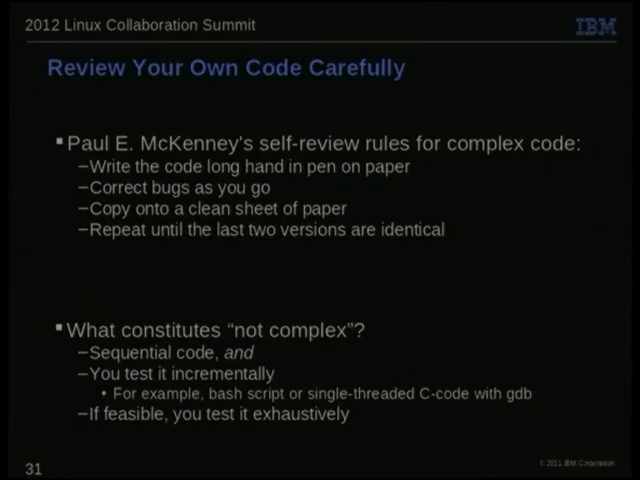 2012 Linux Collaboration Summit
IBM
Review Your Own Code Carefully
▪Paul E. McKenney's self-review rules for complex code:
–Write the code long hand in pen on paper
–Correct bugs as you go
–Copy onto a clean sheet of paper
–Repeat until the last two versions are identical
▪What constitutes “not complex”?
–Sequential code, and
–You test it incrementally
• For example, bash script or single-threaded C-code with gdb
–If feasible, you test it exhaustively
31
© 2011 IBM Corporation